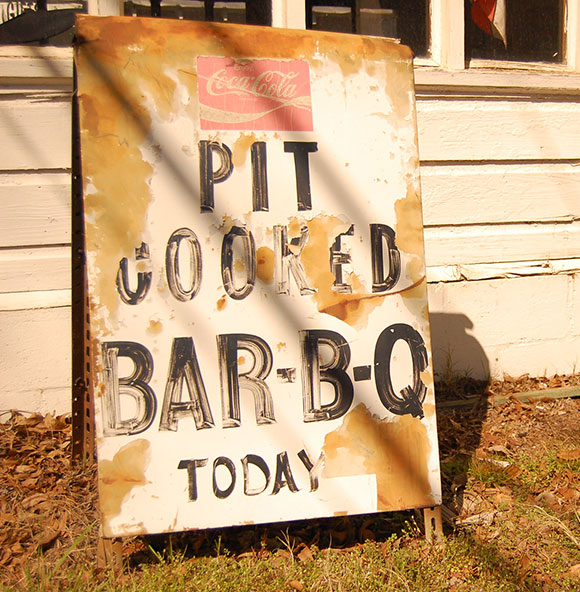 Coca-Cola
PIT
COOKED
BAR-B-Q
TODAY